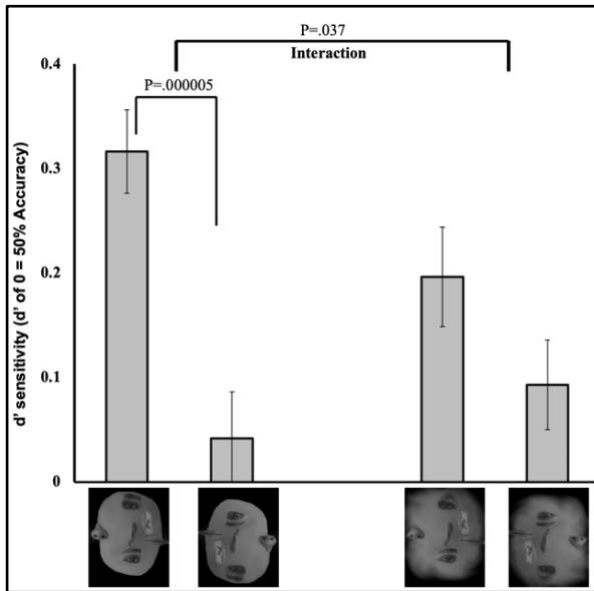 P=.037
Interaction
P=.000005
d' sensitivity (d' of 0 = 50% Accuracy)
0.4
0.3
0.2
0.1
0